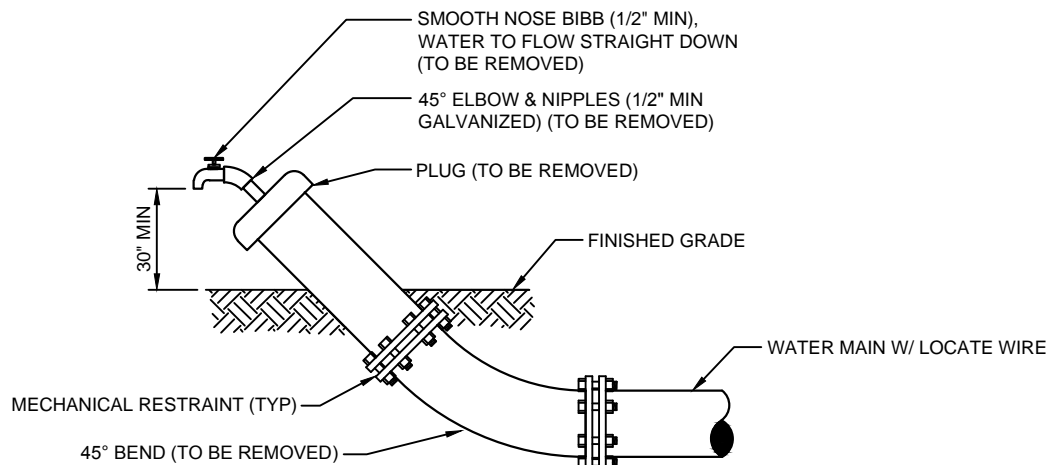 SMOOTH NOSE BIBB (1/2" MIN),
WATER TO FLOW STRAIGHT DOWN
(TO BE REMOVED)
45° ELBOW & NIPPLES (1/2" MIN
GALVANIZED) (TO BE REMOVED)
PLUG (TO BE REMOVED)
30" MIN
FINISHED GRADE
WATER MAIN W/ LOCATE WIRE
MECHANICAL RESTRAINT (TYP)
45° BEND (TO BE REMOVED)